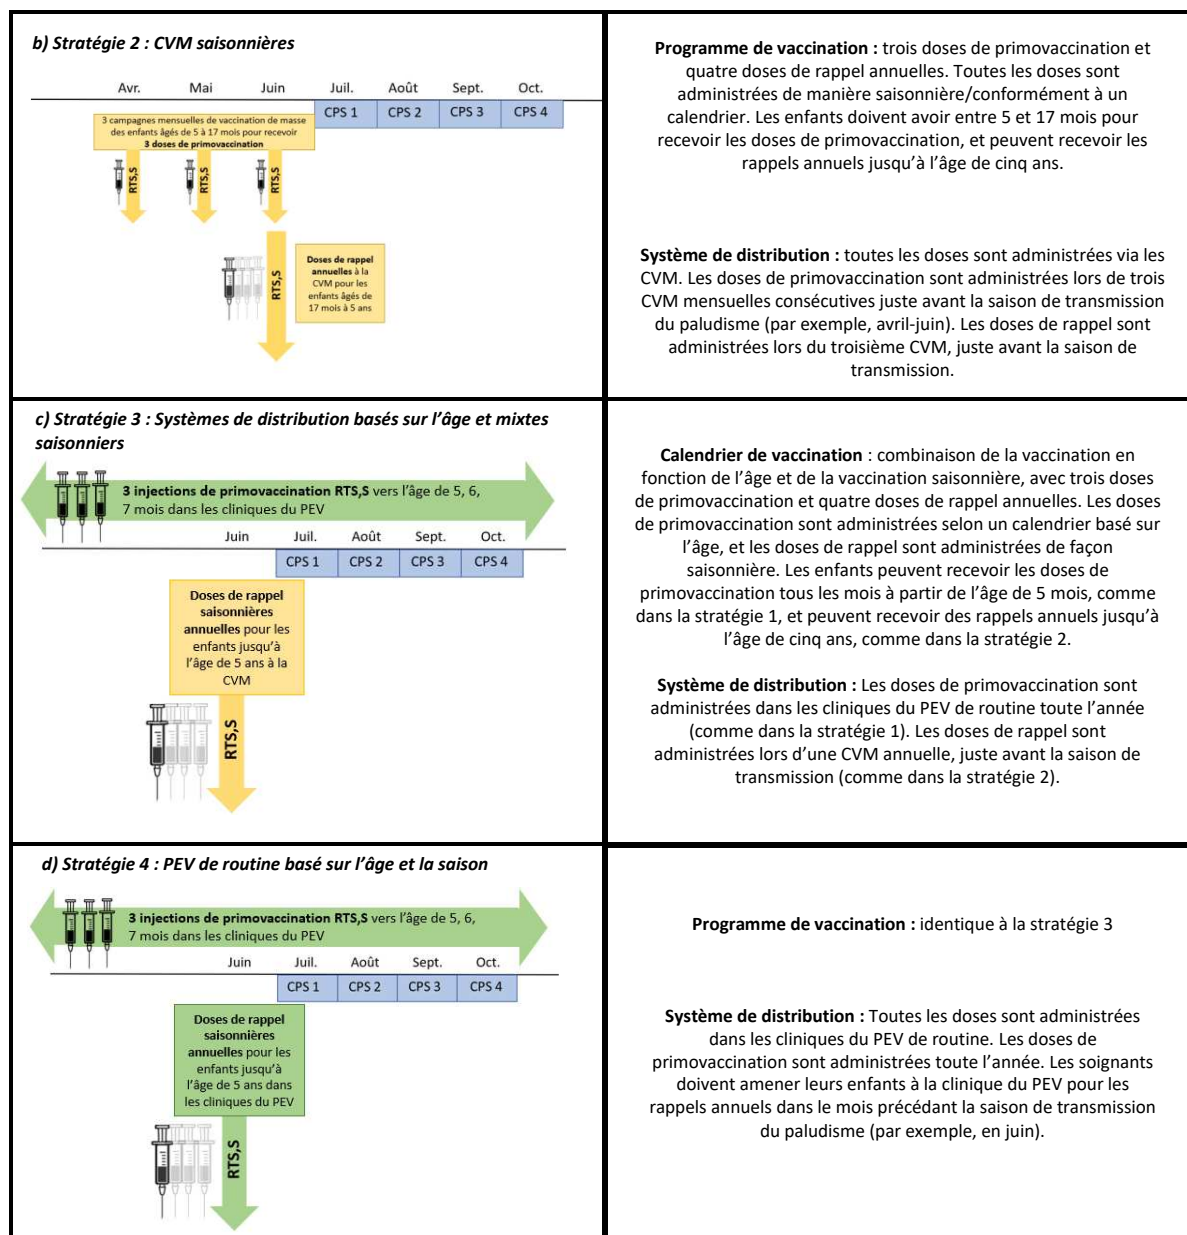 b) Stratégie 2 : CVM saisonnières
Avr. Mai Juin Juil. Août Sept. Oct.
CPS 1 CPS 2 CPS 3 CPS 4
3 campagnes mensuelles de vaccination de masse
des enfants âgés de 5 à 17 mois pour recevoir
3 doses de primovaccination
RTS,S
RTS,S
RTS,S
RTS,S
Doses de rappel
annuelles à la
CVM pour les
enfants âgés de
17 mois à 5 ans
Programme de vaccination : trois doses de primovaccination et
quatre doses de rappel annuelles. Toutes les doses sont
administrées de manière saisonnière/conformément à un
calendrier. Les enfants doivent avoir entre 5 et 17 mois pour
recevoir les doses de primovaccination, et peuvent recevoir les
rappels annuels jusqu'à l'âge de cinq ans.
Système de distribution : toutes les doses sont administrées via les
CVM. Les doses de primovaccination sont administrées lors de trois
CVM mensuelles consécutives juste avant la saison de transmission
du paludisme (par exemple, avril-juin). Les doses de rappel sont
administrées lors du troisième CVM, juste avant la saison de
transmission.
c) Stratégie 3 : Systèmes de distribution basés sur l'âge et mixtes
saisonniers
3 injections de primovaccination RTS,S vers l'âge de 5, 6,
7 mois dans les cliniques du PEV
Juin Juil. Août Sept. Oct.
CPS 1 CPS 2 CPS 3 CPS 4
Doses de rappel
saisonnières
annuelles pour les
enfants jusqu'à
l'âge de 5 ans à la
CVM
RTS,S
Calendrier de vaccination : combinaison de la vaccination en
fonction de l'âge et de la vaccination saisonnière, avec trois doses
de primovaccination et quatre doses de rappel annuelles. Les doses
de primovaccination sont administrées selon un calendrier basé sur
l'âge, et les doses de rappel sont administrées de façon
saisonnière. Les enfants peuvent recevoir les doses de
primovaccination tous les mois à partir de l'âge de 5 mois, comme
dans la stratégie 1, et peuvent recevoir des rappels annuels jusqu'à
l'âge de cinq ans, comme dans la stratégie 2.
Système de distribution : Les doses de primovaccination sont
administrées dans les cliniques du PEV de routine toute l'année
(comme dans la stratégie 1). Les doses de rappel sont
administrées lors d'une CVM annuelle, juste avant la saison de
transmission (comme dans la stratégie 2).
d) Stratégie 4 : PEV de routine basé sur l'âge et la saison
3 injections de primovaccination RTS,S vers l'âge de 5, 6,
7 mois dans les cliniques du PEV
Juin Juil. Août Sept. Oct.
CPS 1 CPS 2 CPS 3 CPS 4
Doses de rappel
saisonnières
annuelles pour les
enfants jusqu'à
l'âge de 5 ans dans
les cliniques du PEV
RTS,S
Programme de vaccination : identique à la stratégie 3
Système de distribution : Toutes les doses sont administrées
dans les cliniques du PEV de routine. Les doses de
primovaccination sont administrées toute l'année. Les soignants
doivent amener leurs enfants à la clinique du PEV pour les
rappels annuels dans le mois précédant la saison de transmission
du paludisme (par exemple, en juin).